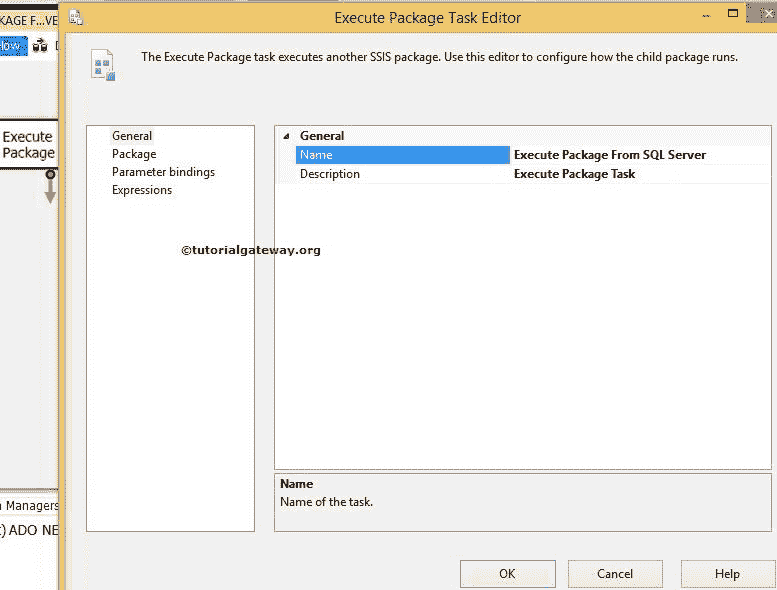 Execute Package Task Editor
KAGE F...VE
The Execute Package task executes another SSIS package. Use this editor to configure how the child package runs.
Execute
Package
General
Package
Parameter bindings
Expressions
General
Name Execute Package From SQL Server
Description Execute Package Task
©tutorialgateway.org
Name
Name of the task.
Managers
) ADO NE
OK Cancel Help